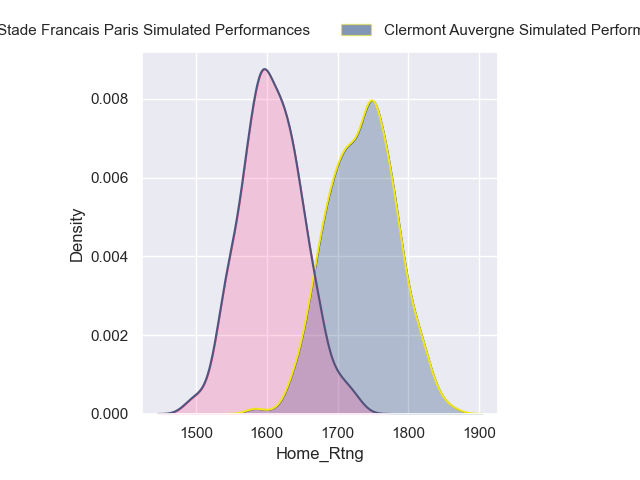 Stade Francais Paris Simulated Performances Clermont Auvergne Simulated
Density
0.008
0.006
0.004
0.002
0.000
1500 1600 1700 1800 1900
Home_Rtng